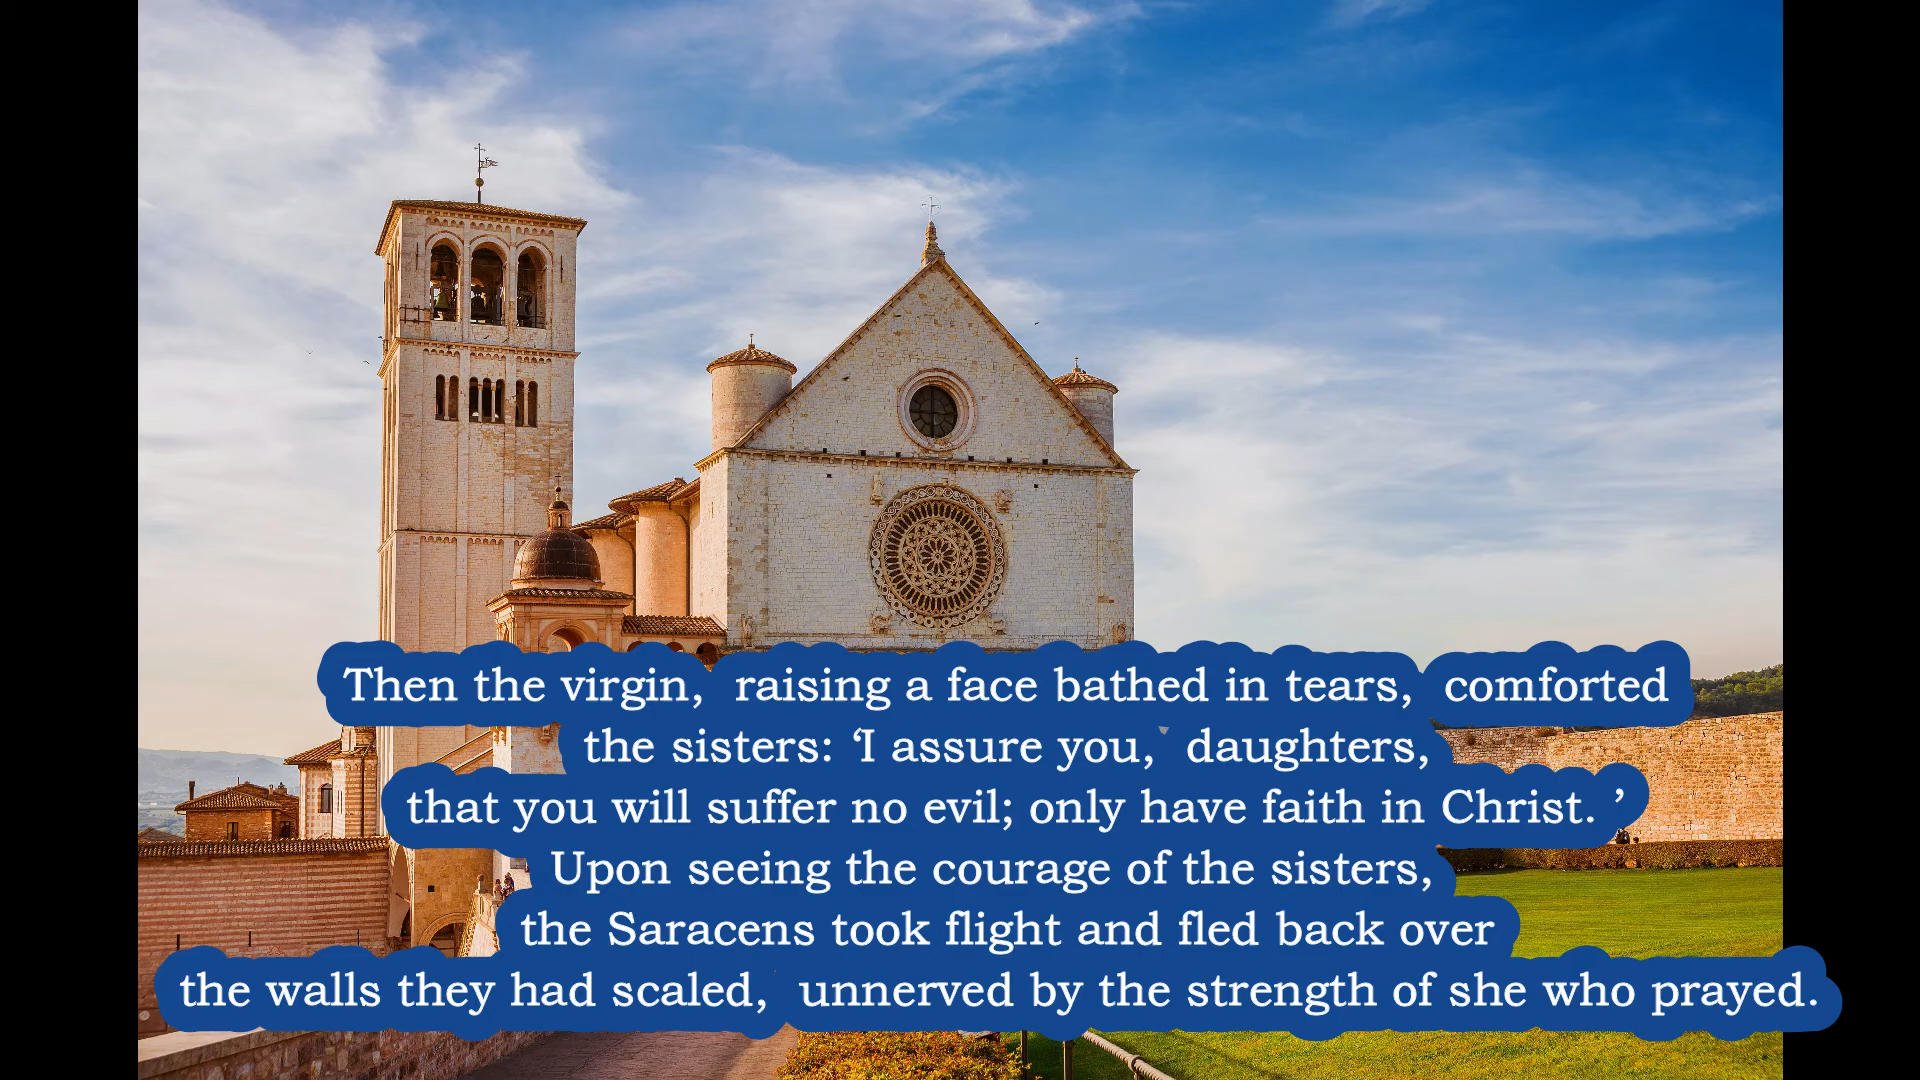 Then the virgin, raising a face bathed in tears, comforted
the sisters: ‘I assure you, daughters,
that you will suffer no evil; only have faith in Christ. ’
Upon seeing the courage of the sisters,
the Saracens took flight and fled back over
the walls they had scaled, unnerved by the strength of she who prayed.